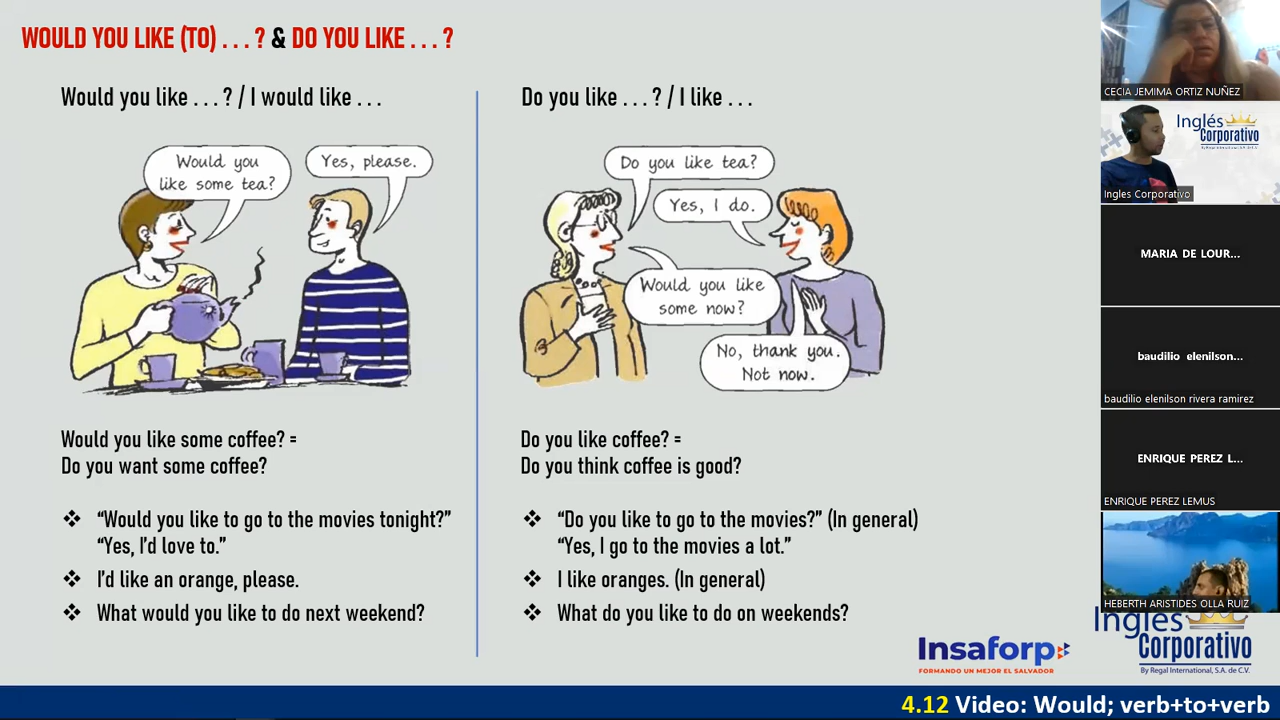 WOULD YOU LIKE (TO) . . . ? & DO YOU LIKE . . . ?
Would you like . . . ? / I would like . . .
Would you
like some tea?
Yes, please.
Would you like some coffee? =
Do you want some coffee?
❖ “Would you like to go to the movies tonight?”
“Yes, I’d love to.”
❖ I’d like an orange, please.
❖ What would you like to do next weekend?
Do you like . . . ? / I like . . .
Do you like tea?
Yes, I do.
Would you like
some now?
No, thank you.
Not now.
Do you like coffee? =
Do you think coffee is good?
❖ “Do you like to go to the movies?” (In general)
“Yes, I go to the movies a lot.”
❖ I like oranges. (In general)
❖ What do you like to do on weekends?
Insaforp
FORMANDO UN MEJOR EL SALVADOR
Inglés
Corporativo
By Regal International, S.A. de C.V.
4.12 Video: Would; verb+to+verb
CECIA JEMIMA ORTIZ NUÑEZ
Inglés
Corporativo
Ingles Corporativo
MARIA DE LOUR...
baudilio elenilson...
baudilio elenilson rivera ramirez
ENRIQUE PEREZ L...
ENRIQUE PEREZ LEMUS
HEBERTH ARISTIDES OLLA RUIZ